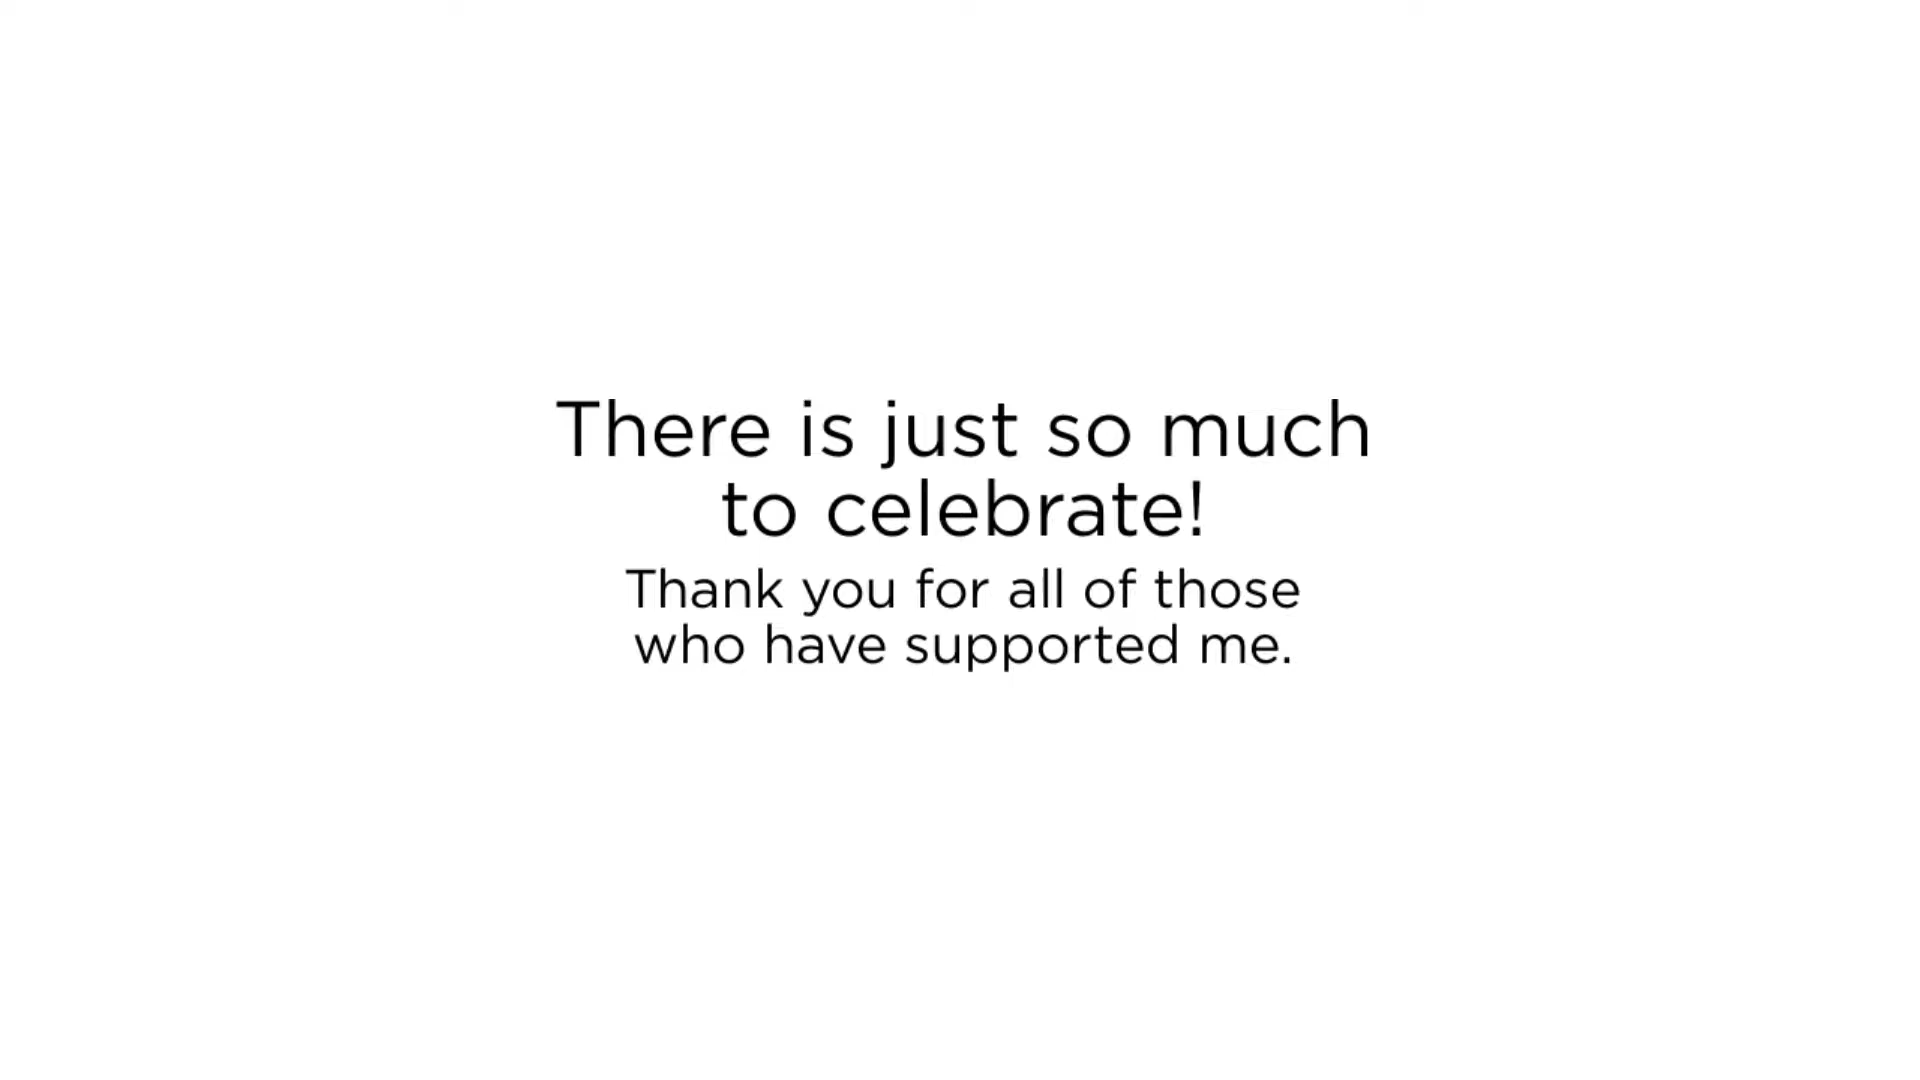 There is just so much
to celebrate!
Thank you for all of those
who have supported me.